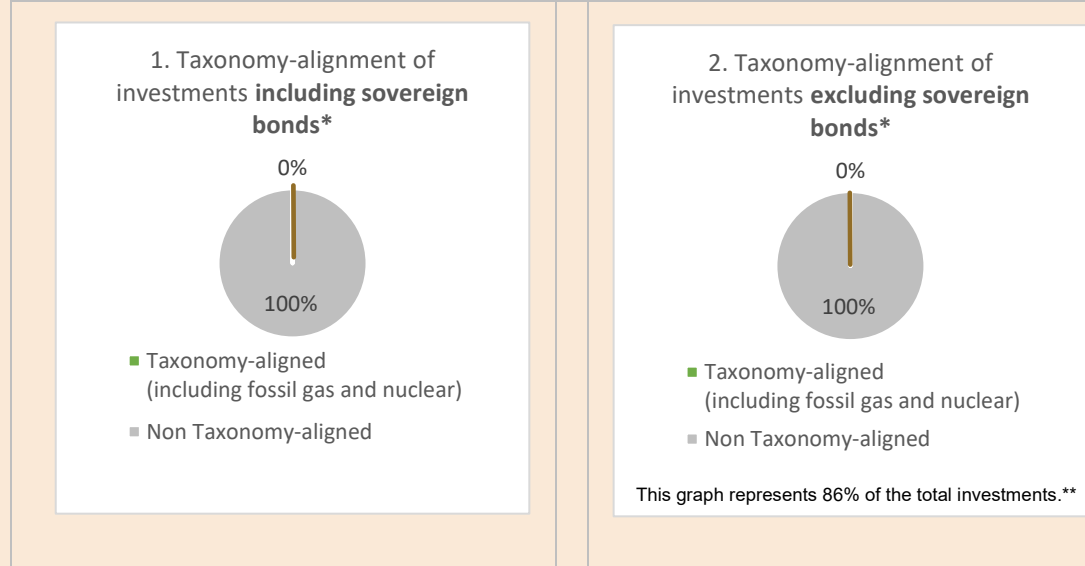 1. Taxonomy-alignment of
investments including sovereign
bonds*
0%
100%
Taxonomy-aligned
(including fossil gas and nuclear)
Non Taxonomy-aligned
2. Taxonomy-alignment of
investments excluding sovereign
bonds*
0%
100%
Taxonomy-aligned
(including fossil gas and nuclear)
Non Taxonomy-aligned
This graph represents 86% of the total investments.**